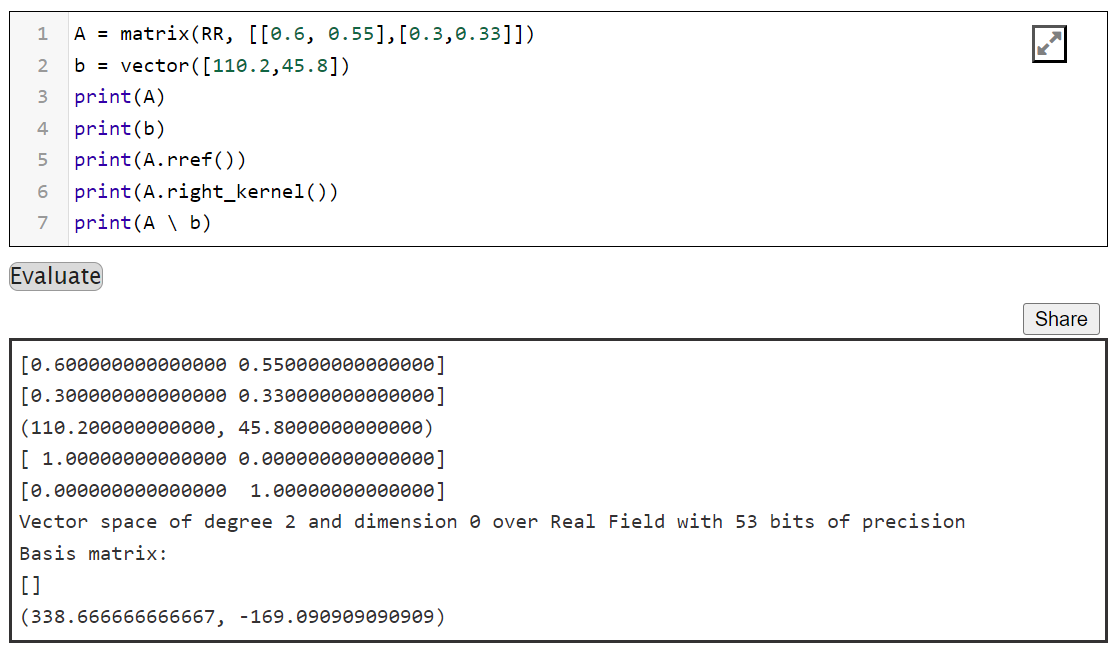 1 A = matrix(RR, [[0.6, 0.55],[0.3,0.33]])
2 b = vector([110.2,45.8])
3 print(A)
4 print(b)
5 print(A.rref())
6 print(A.right_kernel())
7 print(A \ b)
Evaluate
Share
[0.600000000000000 0.550000000000000]
[0.300000000000000 0.330000000000000]
(110.200000000000, 45.8000000000000)
[ 1.00000000000000 0.000000000000000]
[0.000000000000000  1.00000000000000]
Vector space of degree 2 and dimension 0 over Real Field with 53 bits of precision
Basis matrix:
[]
(338.666666666667, -169.090909090909)